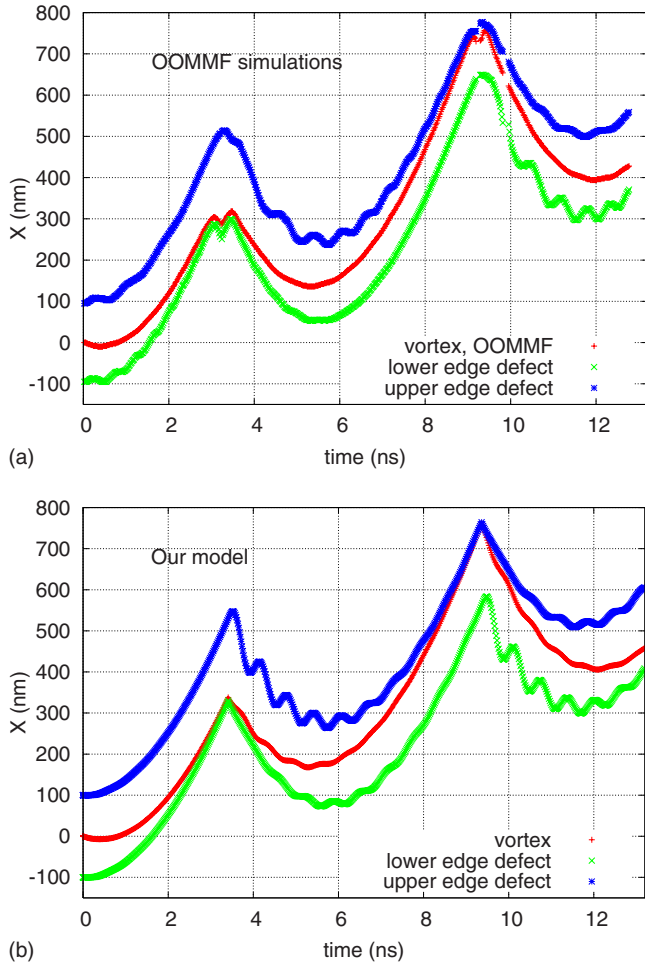 800
700
600
500
400
300
200
100
0
-100
X (nm)
OOMMF simulations
vortex, OOMMF
lower edge defect
upper edge defect
0 2 4 6 8 10 12
(a) time (ns)
800
700
600
500
400
300
200
100
0
-100
X (nm)
Our model
vortex
lower edge defect
upper edge defect
0 2 4 6 8 10 12
(b) time (ns)